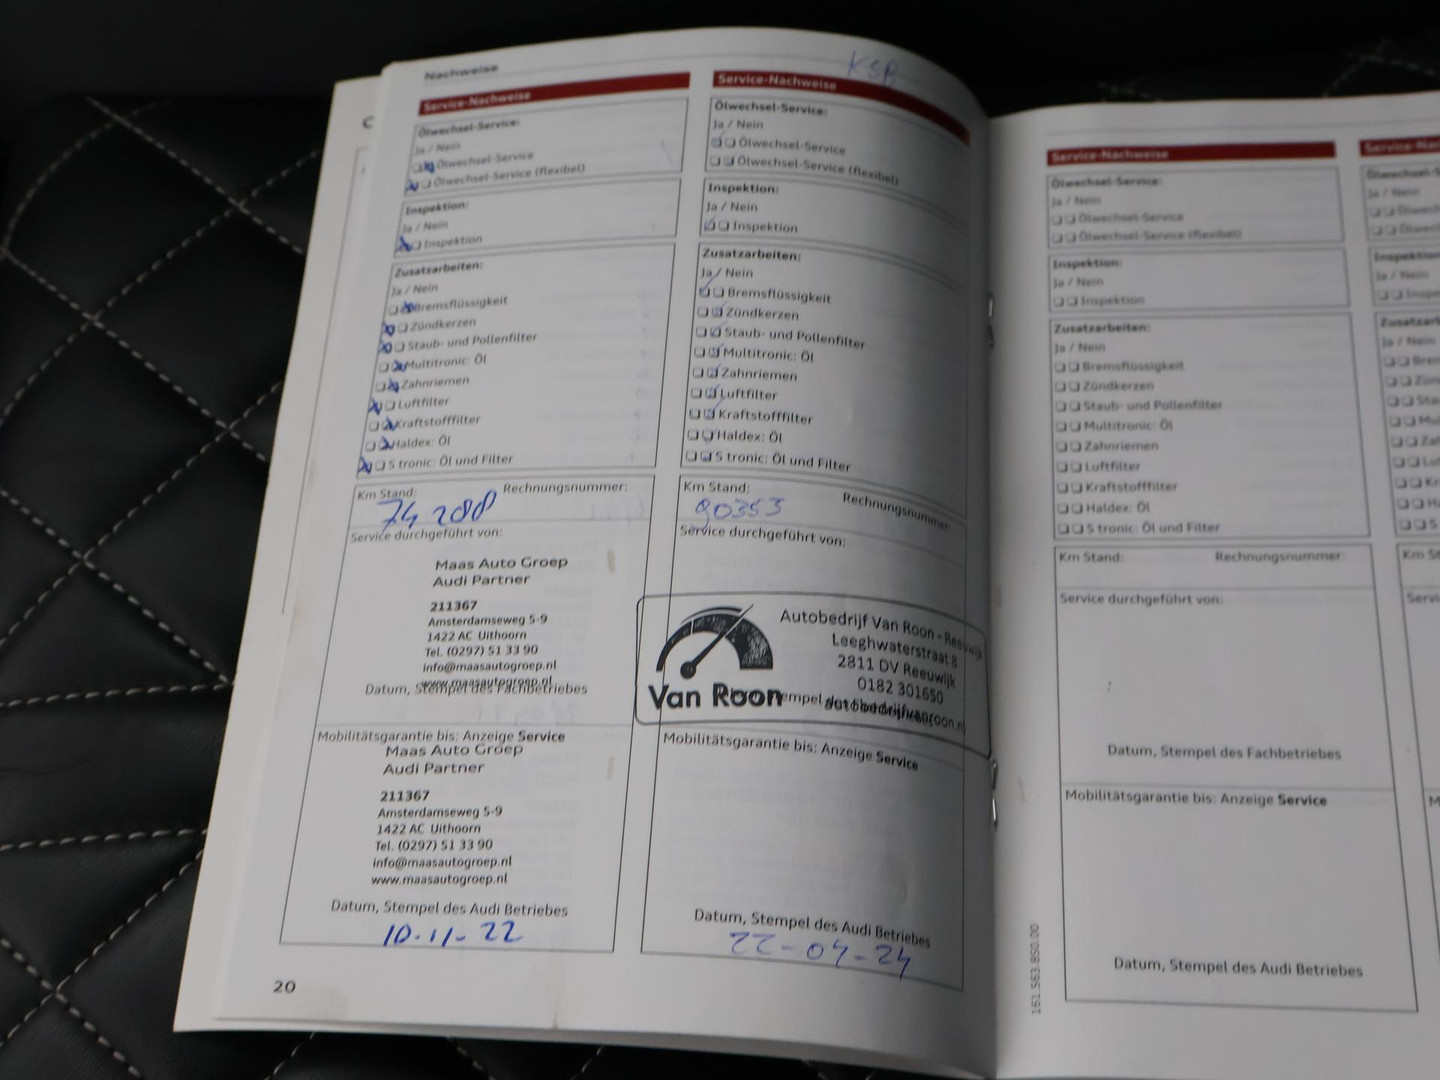 Nachweise
Service-Nachweise
Ölwechsel-Service:
Ja / Nein
Ölwechsel-Service
Ölwechsel-Service (flexibel)
Inspektion:
Ja / Nein
Inspektion
Zusatzarbeiten:
Ja / Nein
Bremsflüssigkeit
Zündkerzen
Staub- und Pollenfilter
Multitronic: Öl
Zahnriemen
Luftfilter
Kraftstofffilter
Haldex: Öl
S tronic: Öl und Filter
Km Stand: Rechnungsnummer:
74 288
Service durchgeführt von:
Maas Auto Groep
Audi Partner
211367
Amsterdamseweg 5-9
1422 AC Uithoorn
Tel. (0297) 51 33 90
info@maasautogroep.nl
www.maasautogroep.nl
Datum, Stempel des Fachbetriebes
Mobilitätsgarantie bis: Anzeige Service
Maas Auto Groep
Audi Partner
211367
Amsterdamseweg 5-9
1422 AC Uithoorn
Tel. (0297) 51 33 90
info@maasautogroep.nl
www.maasautogroep.nl
Datum, Stempel des Audi Betriebes
10-11-22
20
KSB
Service-Nachweise
Ölwechsel-Service:
Ja / Nein
Ölwechsel-Service
Ölwechsel-Service (flexibel)
Inspektion:
Ja / Nein
Inspektion
Zusatzarbeiten:
Ja / Nein
Bremsflüssigkeit
Zündkerzen
Staub- und Pollenfilter
Multitronic: Öl
Zahnriemen
Luftfilter
Kraftstofffilter
Haldex: Öl
S tronic: Öl und Filter
Km Stand: Rechnungsnummer:
90353
Service durchgeführt von:
Autobedrijf Van Roon - Reeuwijk
Leeghwaterstraat 8
2811 DV Reeuwijk
0182 301650
autobedrijfvanroon.nl
Van Roon
Mobilitätsgarantie bis: Anzeige Service
Datum, Stempel des Audi Betriebes
22-04-24
161.563.850.00
Service-Nachweise
Ölwechsel-Service:
Ja / Nein
Ölwechsel-Service
Ölwechsel-Service (flexibel)
Inspektion:
Ja / Nein
Inspektion
Zusatzarbeiten:
Ja / Nein
Bremsflüssigkeit
Zündkerzen
Staub- und Pollenfilter
Multitronic: Öl
Zahnriemen
Luftfilter
Kraftstofffilter
Haldex: Öl
S tronic: Öl und Filter
Km Stand: Rechnungsnummer:
Service durchgeführt von:
Datum, Stempel des Fachbetriebes
Mobilitätsgarantie bis: Anzeige Service
Datum, Stempel des Audi Betriebes